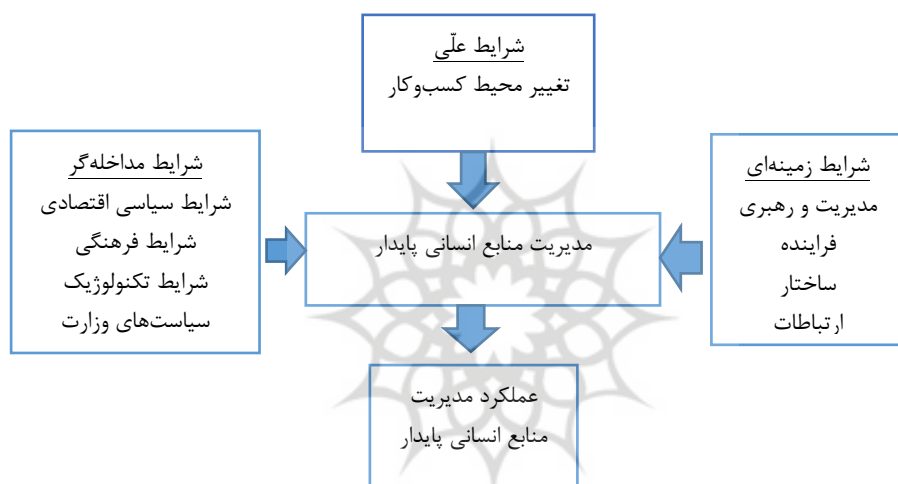 شرایط علّی
تغییر محیط کسب‌وکار
شرایط زمینه‌ای
مدیریت و رهبری
فراینده
ساختار
ارتباطات
مدیریت منابع انسانی پایدار
شرایط مداخله‌گر
شرایط سیاسی اقتصادی
شرایط فرهنگی
شرایط تکنولوژیک
سیاست‌های وزارت
عملکرد مدیریت
منابع انسانی پایدار